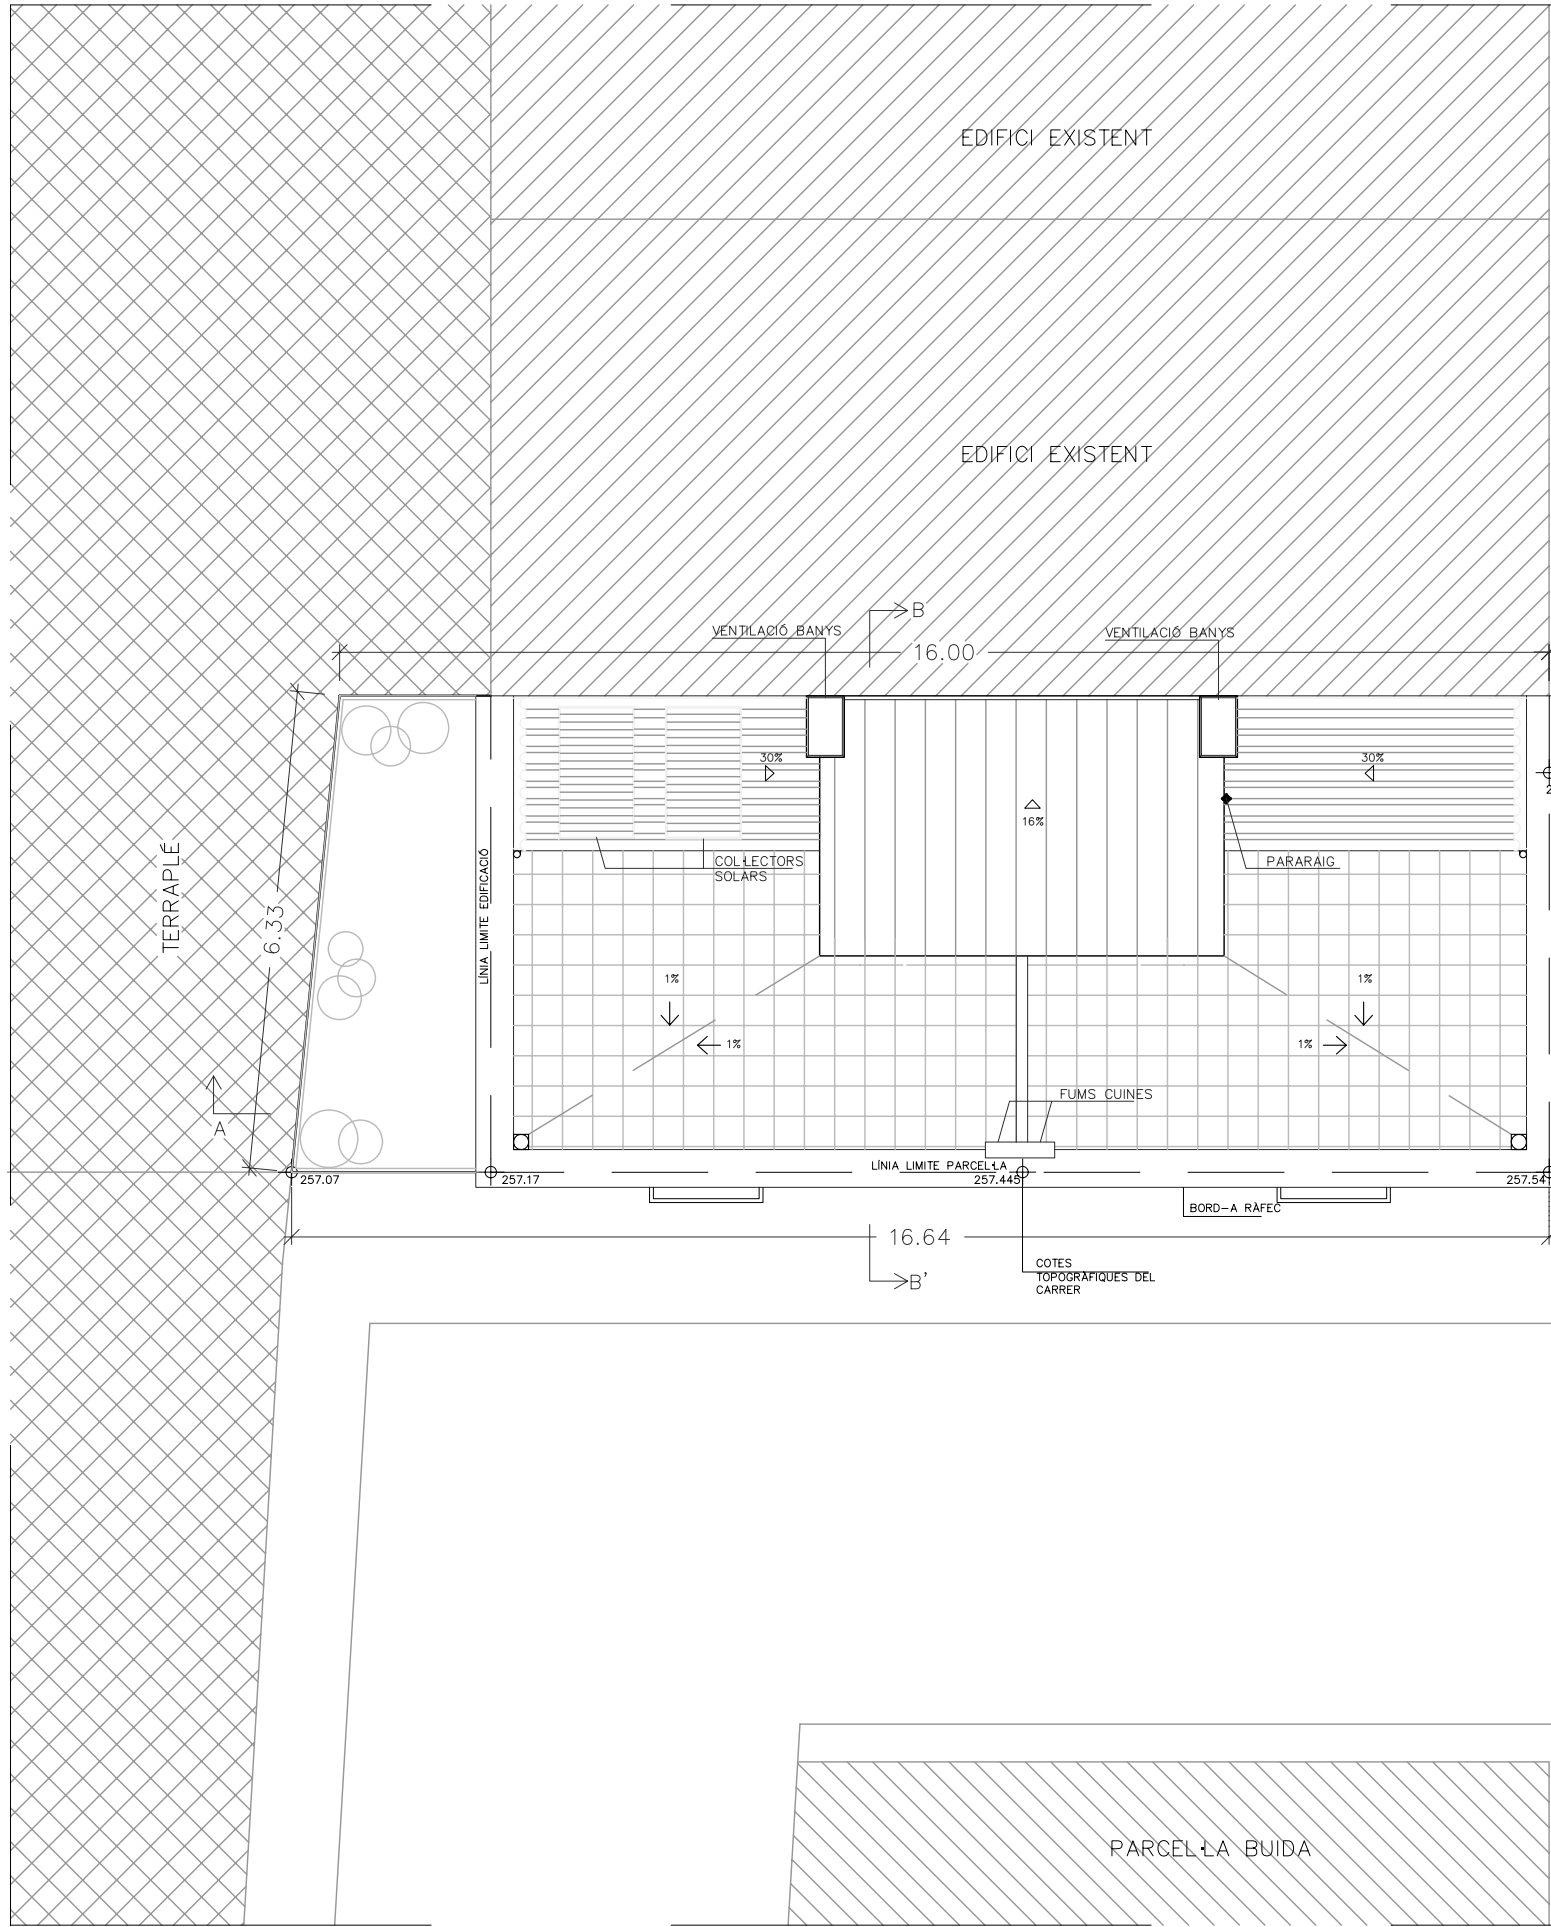 EDIFICI EXISTENT
EDIFICI EXISTENT
B
VENTILACIÓ BANYS
VENTILACIÓ BANYS
16.00
30%
30%
16%
COL·LECTORS
SOLARS
PARARAIG
TERRAPLÉ
6.33
LÍNIA LIMITE EDIFICACIÓ
1%
1%
1%
1%
FUMS CUINES
A
LÍNIA LIMITE PARCEL·LA
257.07
257.17
257.445
257.54
BORD-A RÀFEC
16.64
B'
COTES
TOPOGRÀFIQUES DEL
CARRER
PARCEL·LA BUIDA